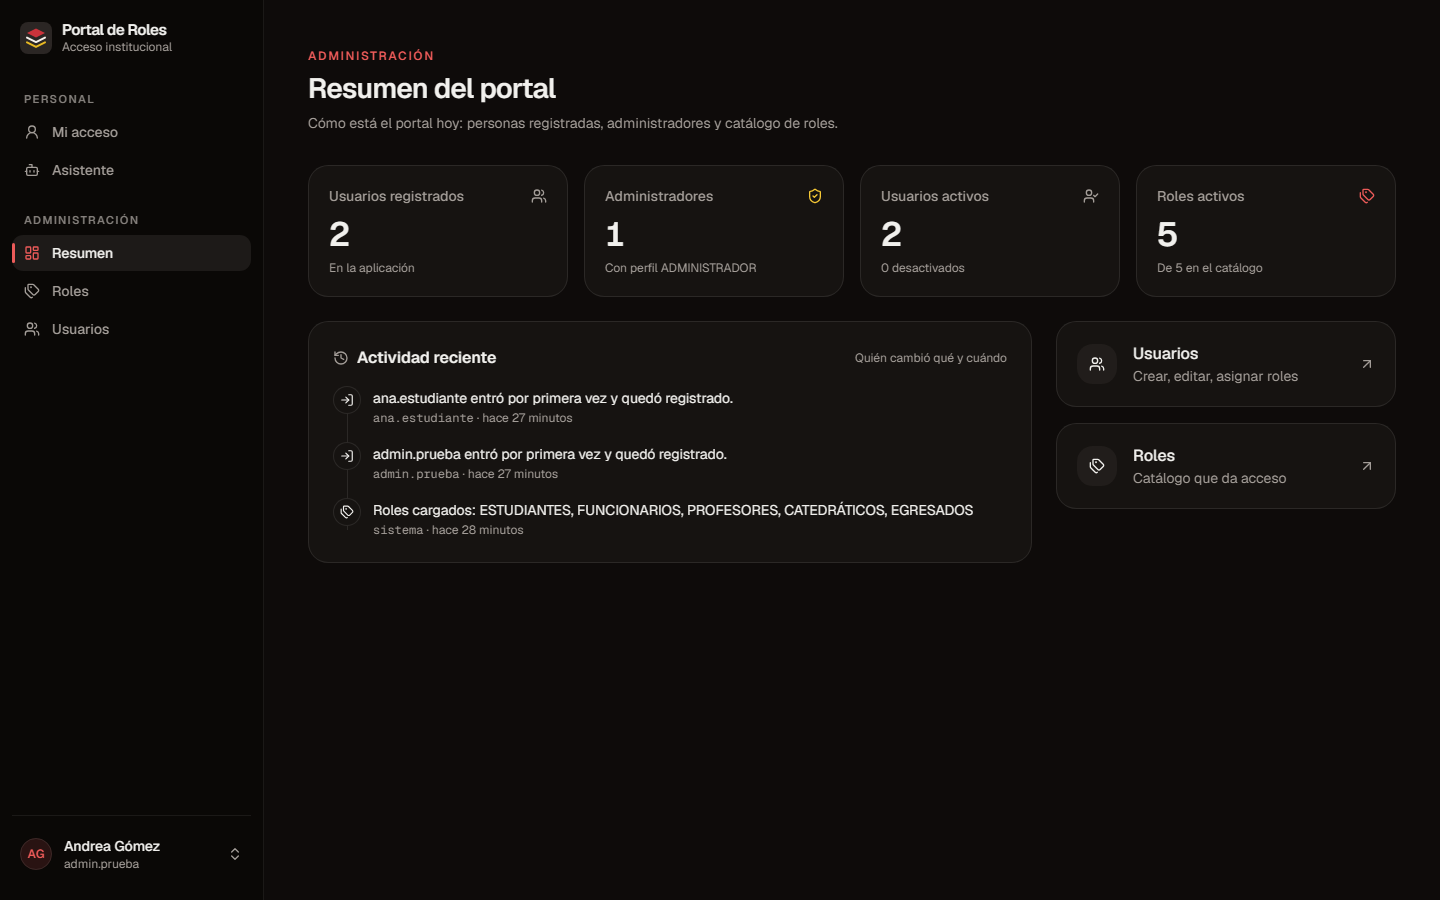 Portal de Roles
Acceso institucional
PERSONAL
Mi acceso
Asistente
ADMINISTRACIÓN
Resumen
Roles
Usuarios
AG
Andrea Gómez
admin.prueba
ADMINISTRACIÓN
Resumen del portal
Cómo está el portal hoy: personas registradas, administradores y catálogo de roles.
Usuarios registrados
2
En la aplicación
Administradores
1
Con perfil ADMINISTRADOR
Usuarios activos
2
0 desactivados
Roles activos
5
De 5 en el catálogo
Actividad reciente
Quién cambió qué y cuándo
ana.estudiante entró por primera vez y quedó registrado.
ana.estudiante · hace 27 minutos
admin.prueba entró por primera vez y quedó registrado.
admin.prueba · hace 27 minutos
Roles cargados: ESTUDIANTES, FUNCIONARIOS, PROFESORES, CATEDRÁTICOS, EGRESADOS
sistema · hace 28 minutos
Usuarios
Crear, editar, asignar roles
Roles
Catálogo que da acceso